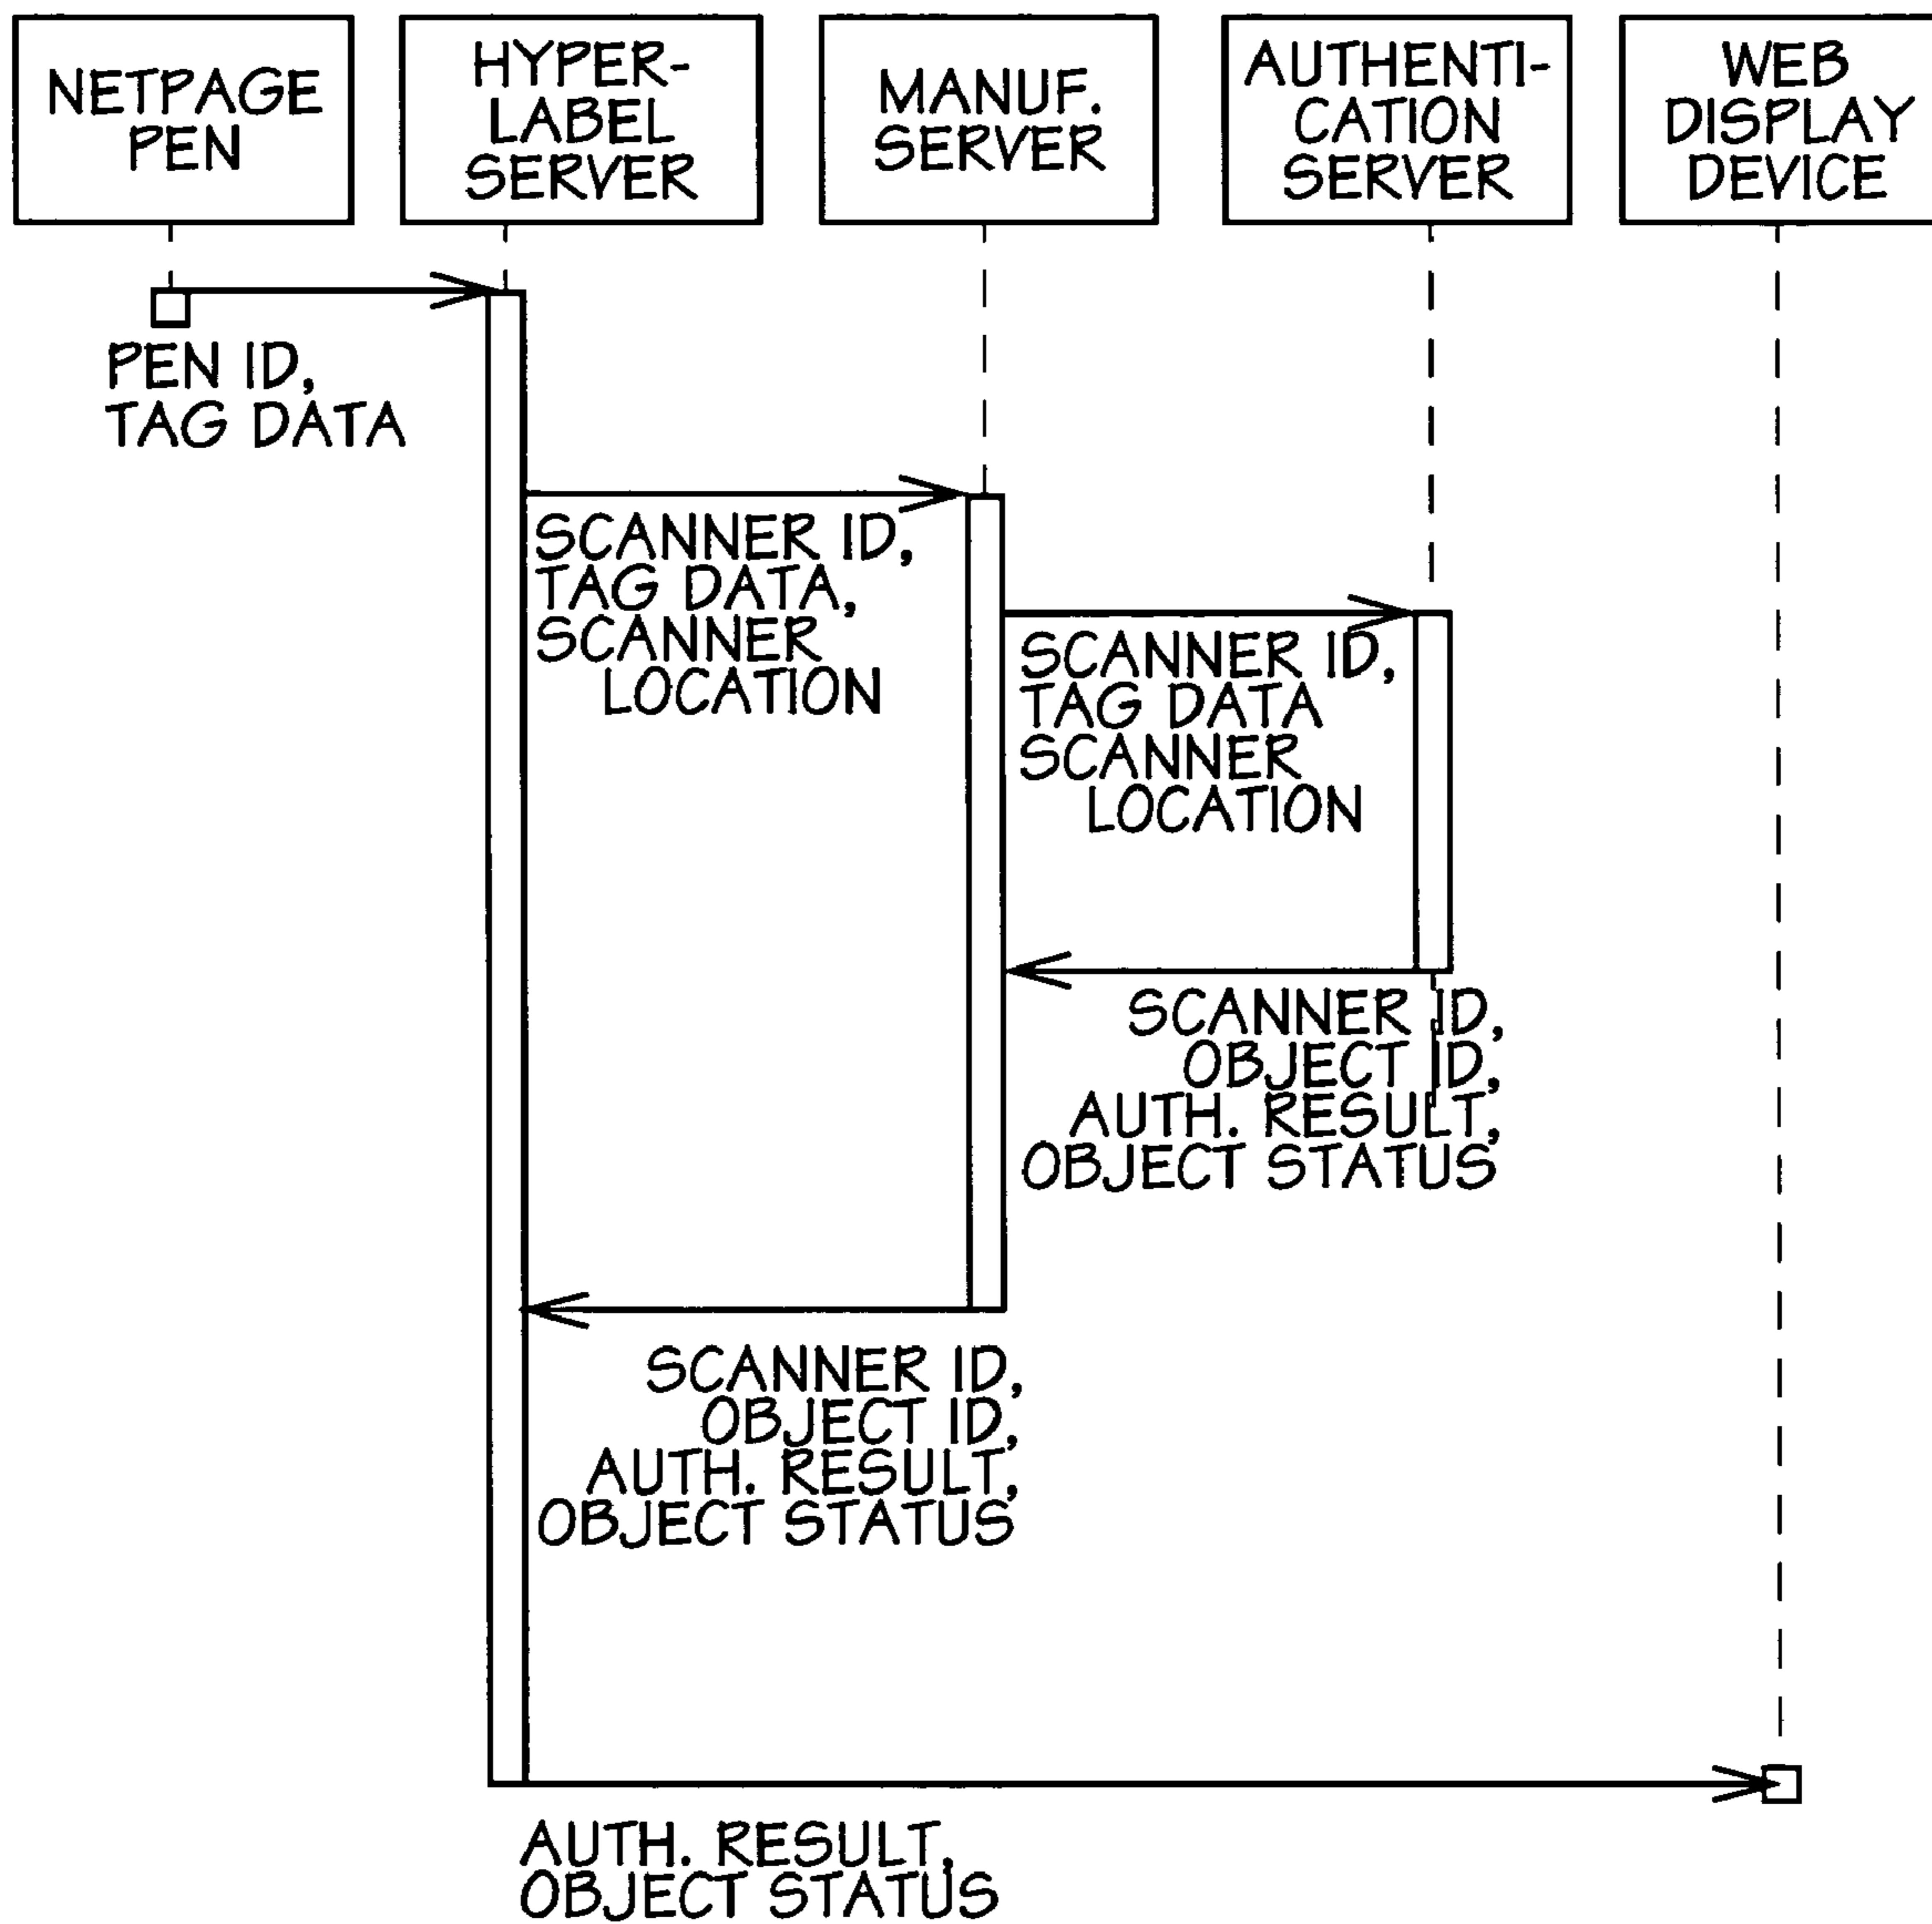 NETPAGE
PEN
HYPER-
LABEL
SERVER
MANUF.
SERVER
AUTHENTI-
CATION
SERVER
WEB
DISPLAY
DEVICE
PEN ID,
TAG DATA
SCANNER ID,
TAG DATA,
SCANNER
LOCATION
SCANNER ID,
TAG DATA
SCANNER
LOCATION
SCANNER ID,
OBJECT ID,
AUTH. RESULT,
OBJECT STATUS
SCANNER ID,
OBJECT ID,
AUTH. RESULT,
OBJECT STATUS
AUTH. RESULT,
OBJECT STATUS